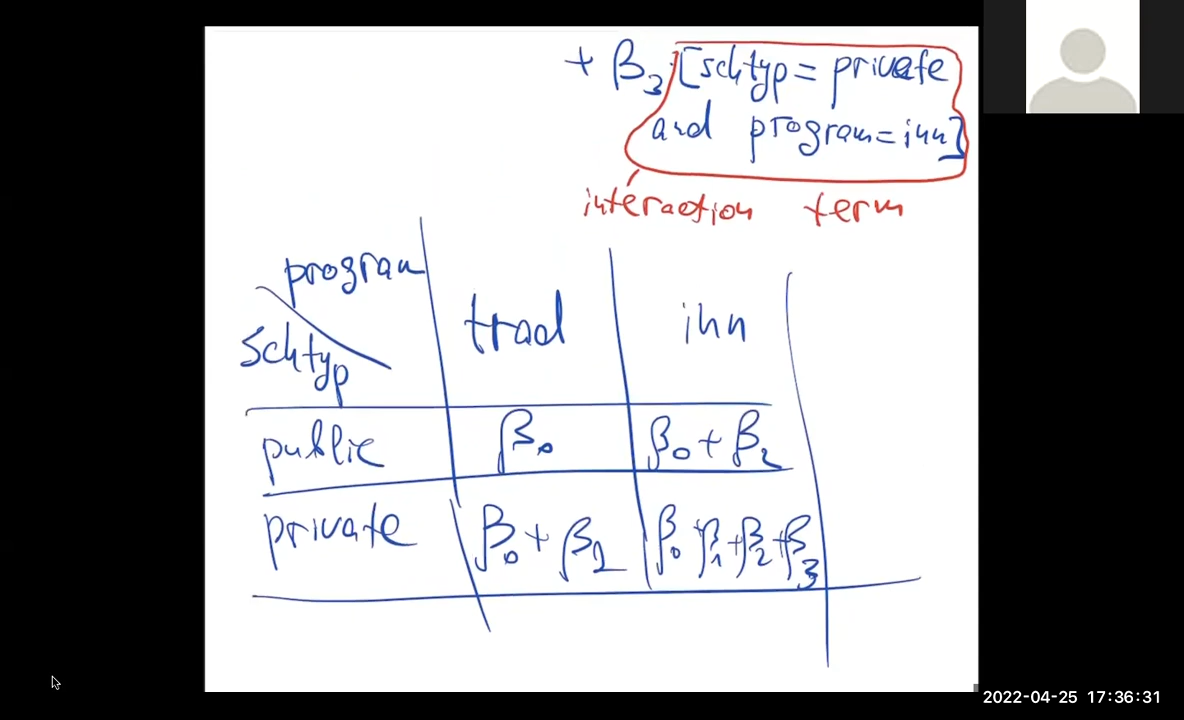 + β₃ [schtyp = private
and program = inn]
interaction term
program
schtyp
trad inn
public β₀ β₀ + β₂
private β₀ + β₂ β₀ + β₁ + β₂ + β₃
2022-04-25 17:36:31